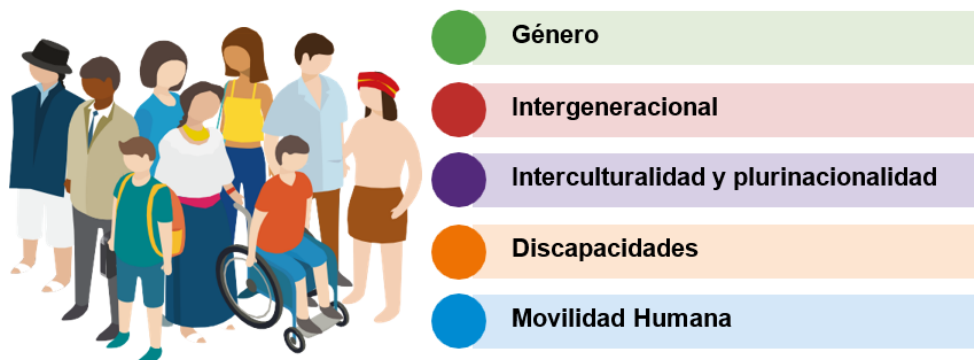 Género
Intergeneracional
Interculturalidad y plurinacionalidad
Discapacidades
Movilidad Humana